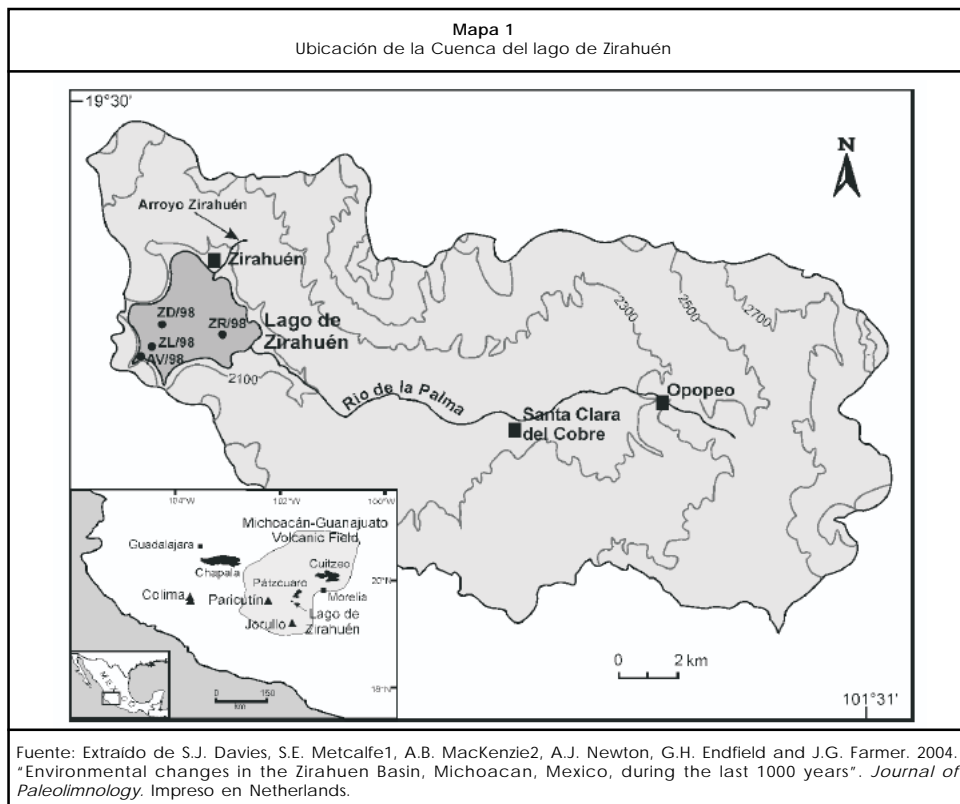 Mapa 1
Ubicación de la Cuenca del lago de Zirahuén
19°30'
N
Arroyo Zirahuén
Zirahuén
ZD/98
ZR/98
ZL/98
AV/98
Lago de
Zirahuén
2100
2300
2500
2700
Rio de la Palma
Opopeo
Santa Clara
del Cobre
104°W
102°W
100°W
Michoacán-Guanajuato
Volcanic Field
Guadalajara
Chapala
Cuitzeo
20°N
Pátzcuaro
Colima
Paricutín
Morelia
Lago de
Zirahuén
Jorullo
MEXICO
0 150
km
18°N
0 2 km
101°31'
Fuente: Extraído de S.J. Davies, S.E. Metcalfe1, A.B. MacKenzie2, A.J. Newton, G.H. Endfield and J.G. Farmer. 2004.
"Environmental changes in the Zirahuen Basin, Michoacan, Mexico, during the last 1000 years". Journal of
Paleolimnology. Impreso en Netherlands.